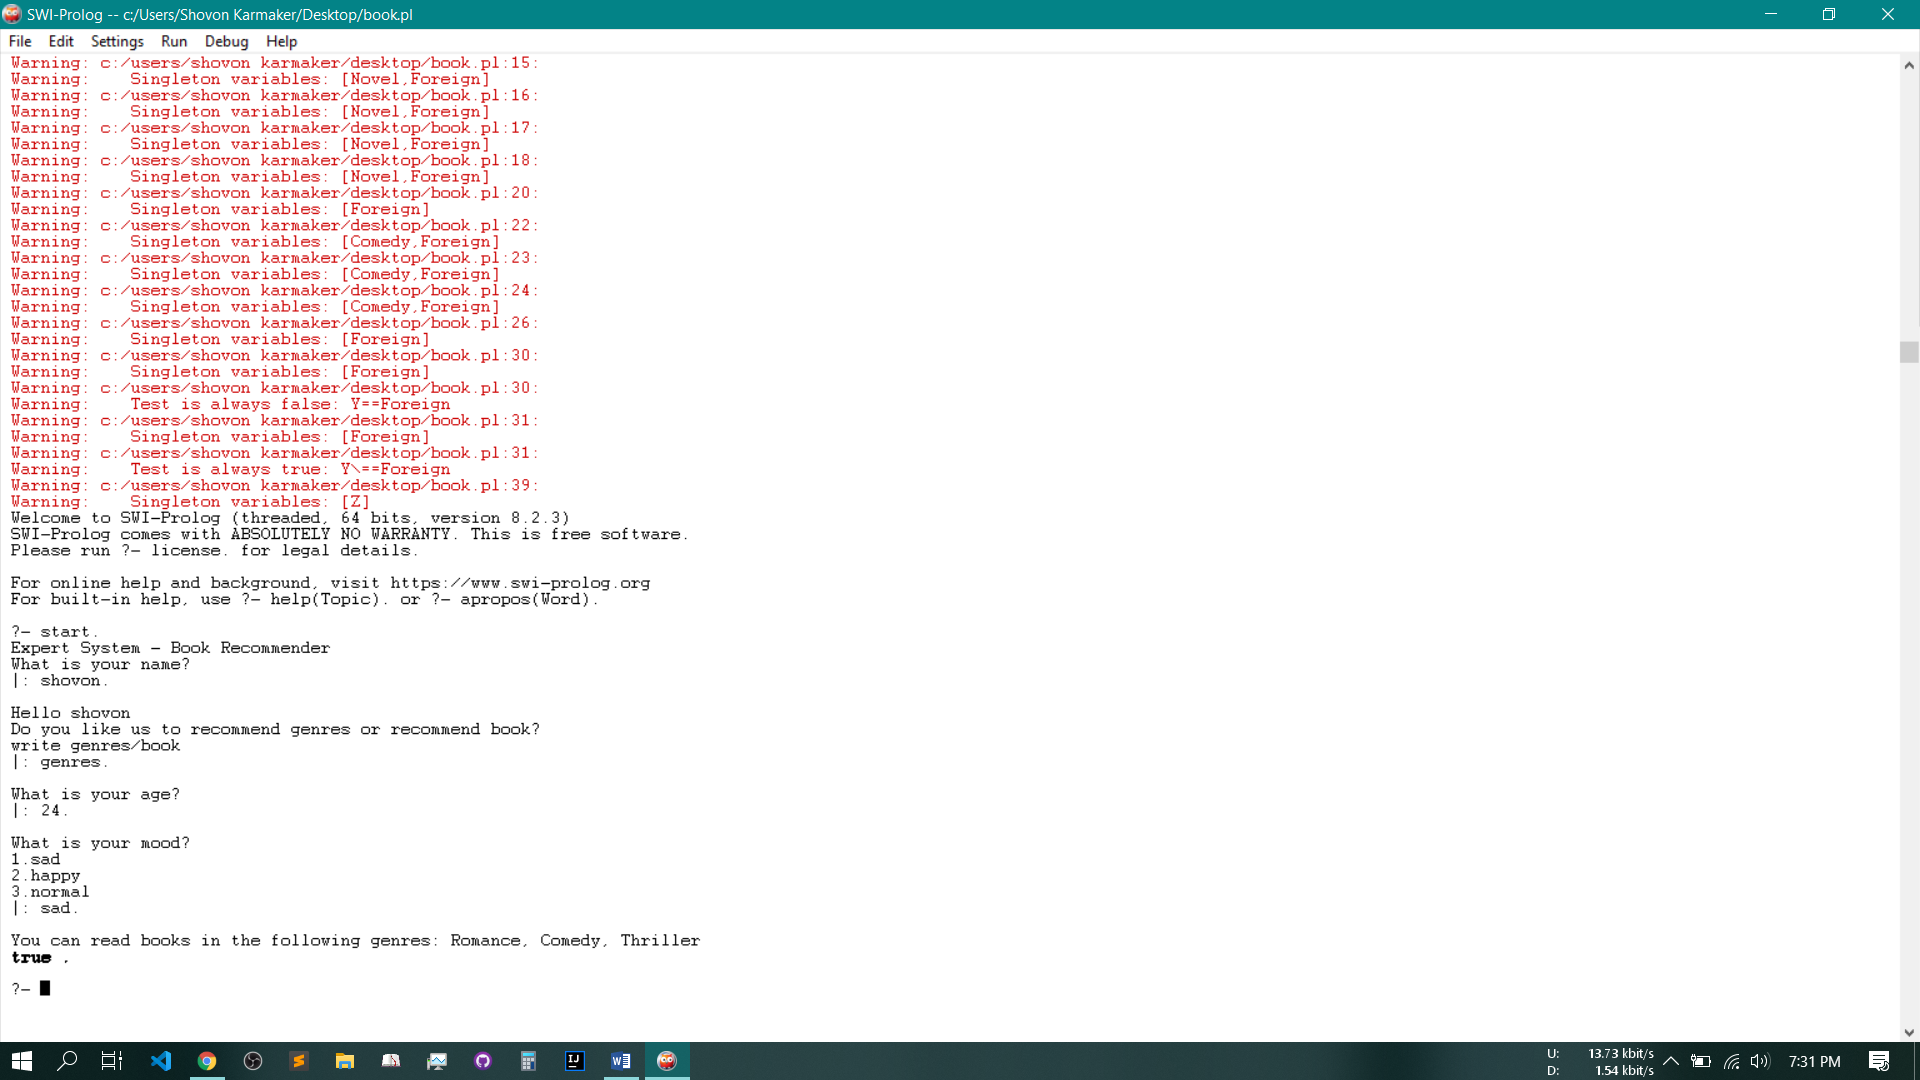 SWI-Prolog -- c:/Users/Shovon Karmaker/Desktop/book.pl
File Edit Settings Run Debug Help
Warning: c:/users/shovon karmaker/desktop/book.pl:15:
Warning:    Singleton variables: [Novel,Foreign]
Warning: c:/users/shovon karmaker/desktop/book.pl:16:
Warning:    Singleton variables: [Novel,Foreign]
Warning: c:/users/shovon karmaker/desktop/book.pl:17:
Warning:    Singleton variables: [Novel,Foreign]
Warning: c:/users/shovon karmaker/desktop/book.pl:18:
Warning:    Singleton variables: [Novel,Foreign]
Warning: c:/users/shovon karmaker/desktop/book.pl:20:
Warning:    Singleton variables: [Foreign]
Warning: c:/users/shovon karmaker/desktop/book.pl:22:
Warning:    Singleton variables: [Comedy,Foreign]
Warning: c:/users/shovon karmaker/desktop/book.pl:23:
Warning:    Singleton variables: [Comedy,Foreign]
Warning: c:/users/shovon karmaker/desktop/book.pl:24:
Warning:    Singleton variables: [Comedy,Foreign]
Warning: c:/users/shovon karmaker/desktop/book.pl:26:
Warning:    Singleton variables: [Foreign]
Warning: c:/users/shovon karmaker/desktop/book.pl:30:
Warning:    Singleton variables: [Foreign]
Warning: c:/users/shovon karmaker/desktop/book.pl:30:
Warning:    Test is always false: Y==Foreign
Warning: c:/users/shovon karmaker/desktop/book.pl:31:
Warning:    Singleton variables: [Foreign]
Warning: c:/users/shovon karmaker/desktop/book.pl:31:
Warning:    Test is always true: Y\==Foreign
Warning: c:/users/shovon karmaker/desktop/book.pl:39:
Warning:    Singleton variables: [Z]
Welcome to SWI-Prolog (threaded, 64 bits, version 8.2.3)
SWI-Prolog comes with ABSOLUTELY NO WARRANTY. This is free software.
Please run ?- license. for legal details.
For online help and background, visit https://www.swi-prolog.org
For built-in help, use ?- help(Topic). or ?- apropos(Word).
?- start.
Expert System - Book Recommender
What is your name?
|: shovon.
Hello shovon
Do you like us to recommend genres or recommend book?
write genres/book
|: genres.
What is your age?
|: 24.
What is your mood?
1.sad
2.happy
3.normal
|: sad.
You can read books in the following genres: Romance, Comedy, Thriller
true .
?-
U: 13.73 kbit/s
D: 1.54 kbit/s
7:31 PM